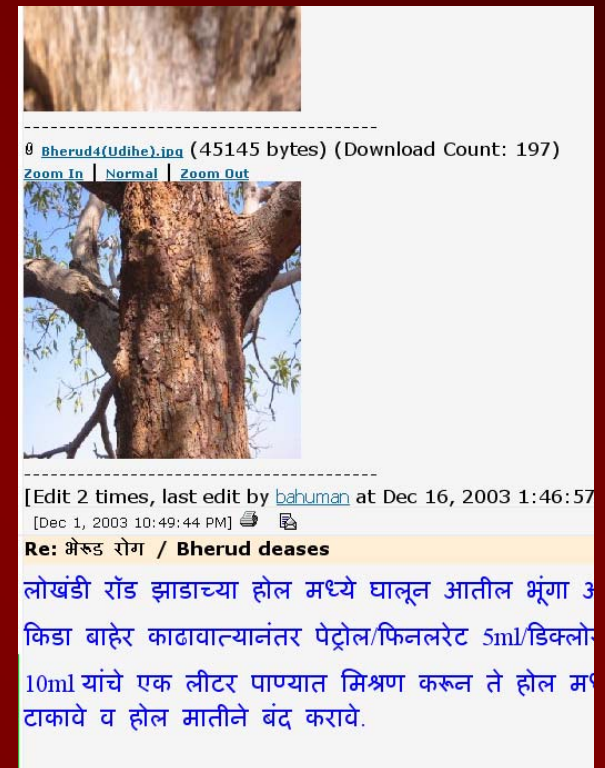 ----------------------------------------
Bherud4(Udihe).jpg (45145 bytes) (Download Count: 197)
Zoom In | Normal | Zoom Out
----------------------------------------
[Edit 2 times, last edit by bahuman at Dec 16, 2003 1:46:57
[Dec 1, 2003 10:49:44 PM]
Re: भेरूड रोग / Bherud deases
लोखंडी रॉड झाडाच्या होल मध्ये घालून आतील भूंगा
किडा बाहेर काढावात्यानंतर पेट्रोल/फिनलरेट 5ml/डिक्लो
10ml यांचे एक लीटर पाण्यात मिश्रण करून ते होल
टाकावे व होल मातीने बंद करावे.